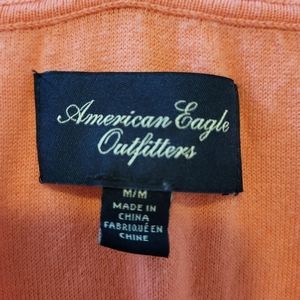 American Eagle
Outfitters
M/M
MADE IN
CHINA
FABRIQUÉ EN
CHINE